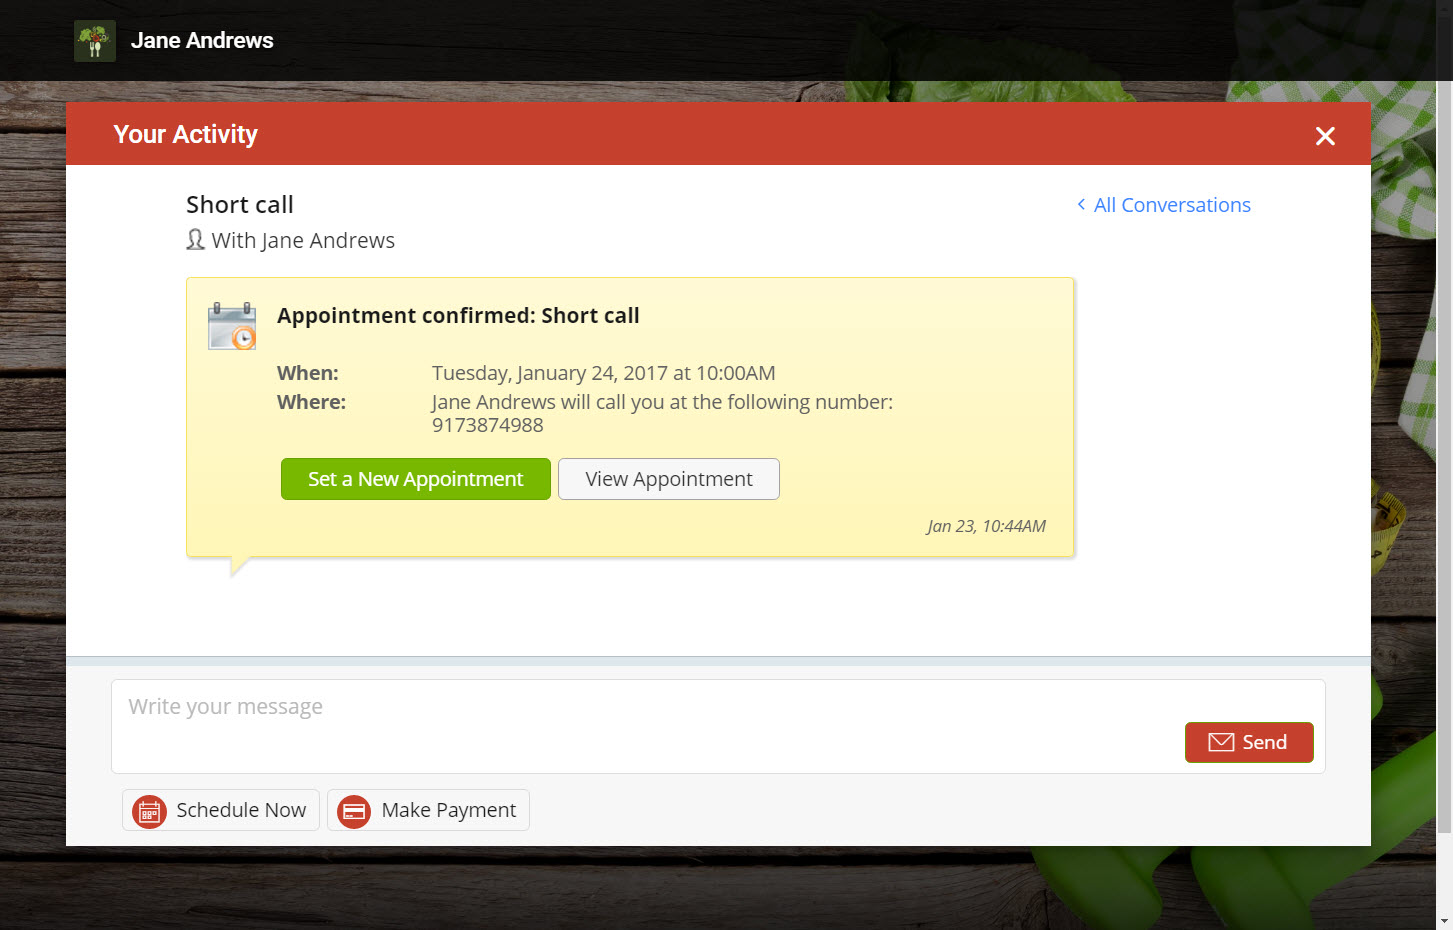 Jane Andrews
Your Activity
Short call
All Conversations
With Jane Andrews
Appointment confirmed: Short call
When: Tuesday, January 24, 2017 at 10:00AM
Where: Jane Andrews will call you at the following number:
9173874988
Set a New Appointment View Appointment
Jan 23, 10:44AM
Write your message
Send
Schedule Now Make Payment